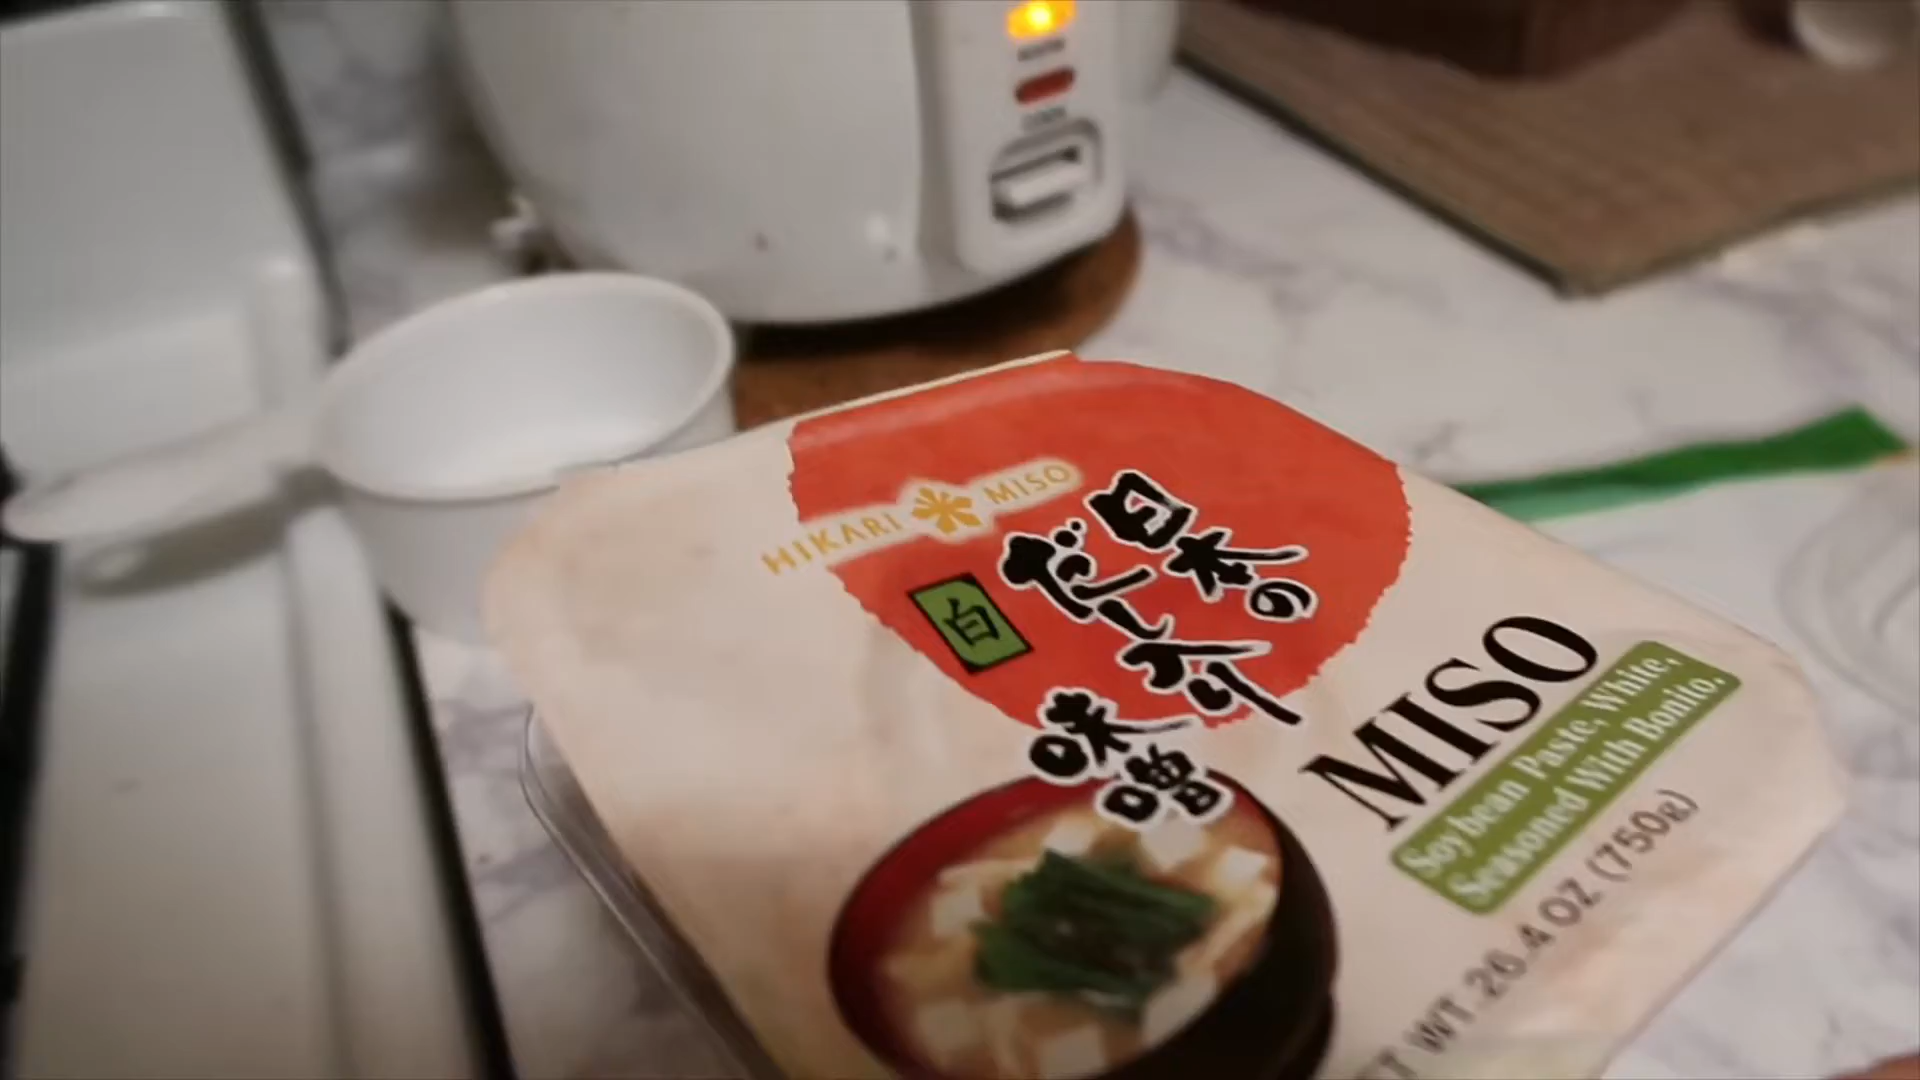 HIKARI MISO
日本の
だし入り
味噌
白
MISO
Soybean Paste, White,
Seasoned With Bonito.
WT 26.4 OZ (750g)